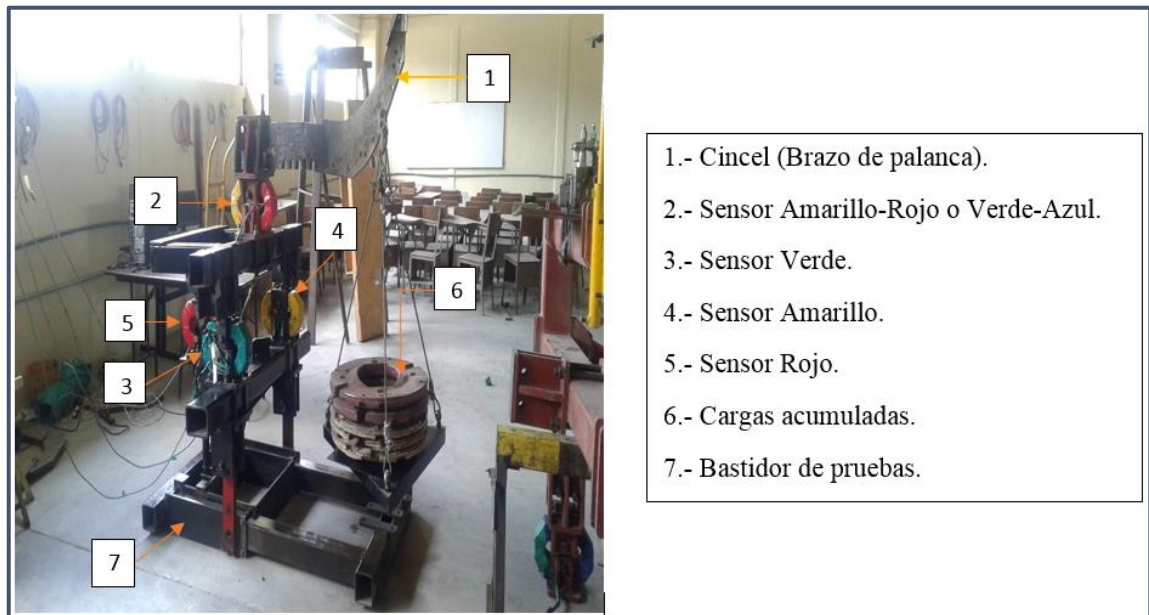 1
2
4
6
5
3
7
1.- Cincel (Brazo de palanca).
2.- Sensor Amarillo-Rojo o Verde-Azul.
3.- Sensor Verde.
4.- Sensor Amarillo.
5.- Sensor Rojo.
6.- Cargas acumuladas.
7.- Bastidor de pruebas.